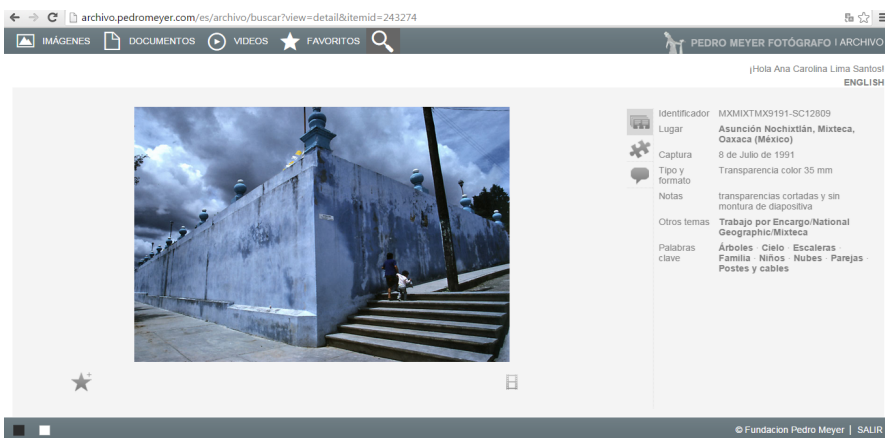 archivo.pedromeyer.com/es/archivo/buscar?view=detail&itemid=243274
IMÁGENES DOCUMENTOS VIDEOS FAVORITOS PEDRO MEYER FOTÓGRAFO | ARCHIVO
¡Hola Ana Carolina Lima Santos!
ENGLISH
Identificador MXMIXTMX9191-SC12809
Lugar Asunción Nochixtlán, Mixteca,
Oaxaca (México)
Captura 8 de Julio de 1991
Tipo y Transparencia color 35 mm
formato
Notas transparencias cortadas y sin
montura de diapositiva
Otros temas Trabajo por Encargo/National
Geographic/Mixteca
Palabras Árboles · Cielo · Escaleras ·
clave Familia · Niños · Nubes · Parejas ·
Postes y cables
© Fundacion Pedro Meyer | SALIR